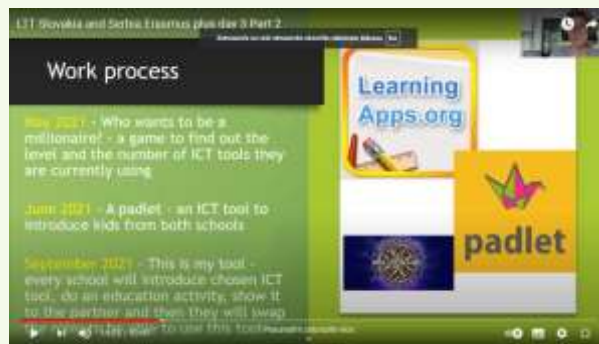 LTT Slovakia and Serbia Erasmus plus day 3 Part 2
Work process
May 2021 - Who wants to be a
millionaire? - a game to find out the
level and the number of ICT tools they
are currently using
June 2021 - A padlet - an ICT tool to
introduce kids from both schools
September 2021 - This is my tool -
every school will introduce chosen ICT
tool, do an education activity, show it
to the partner and then they will swap
to use this tool
Learning
Apps.org
padlet